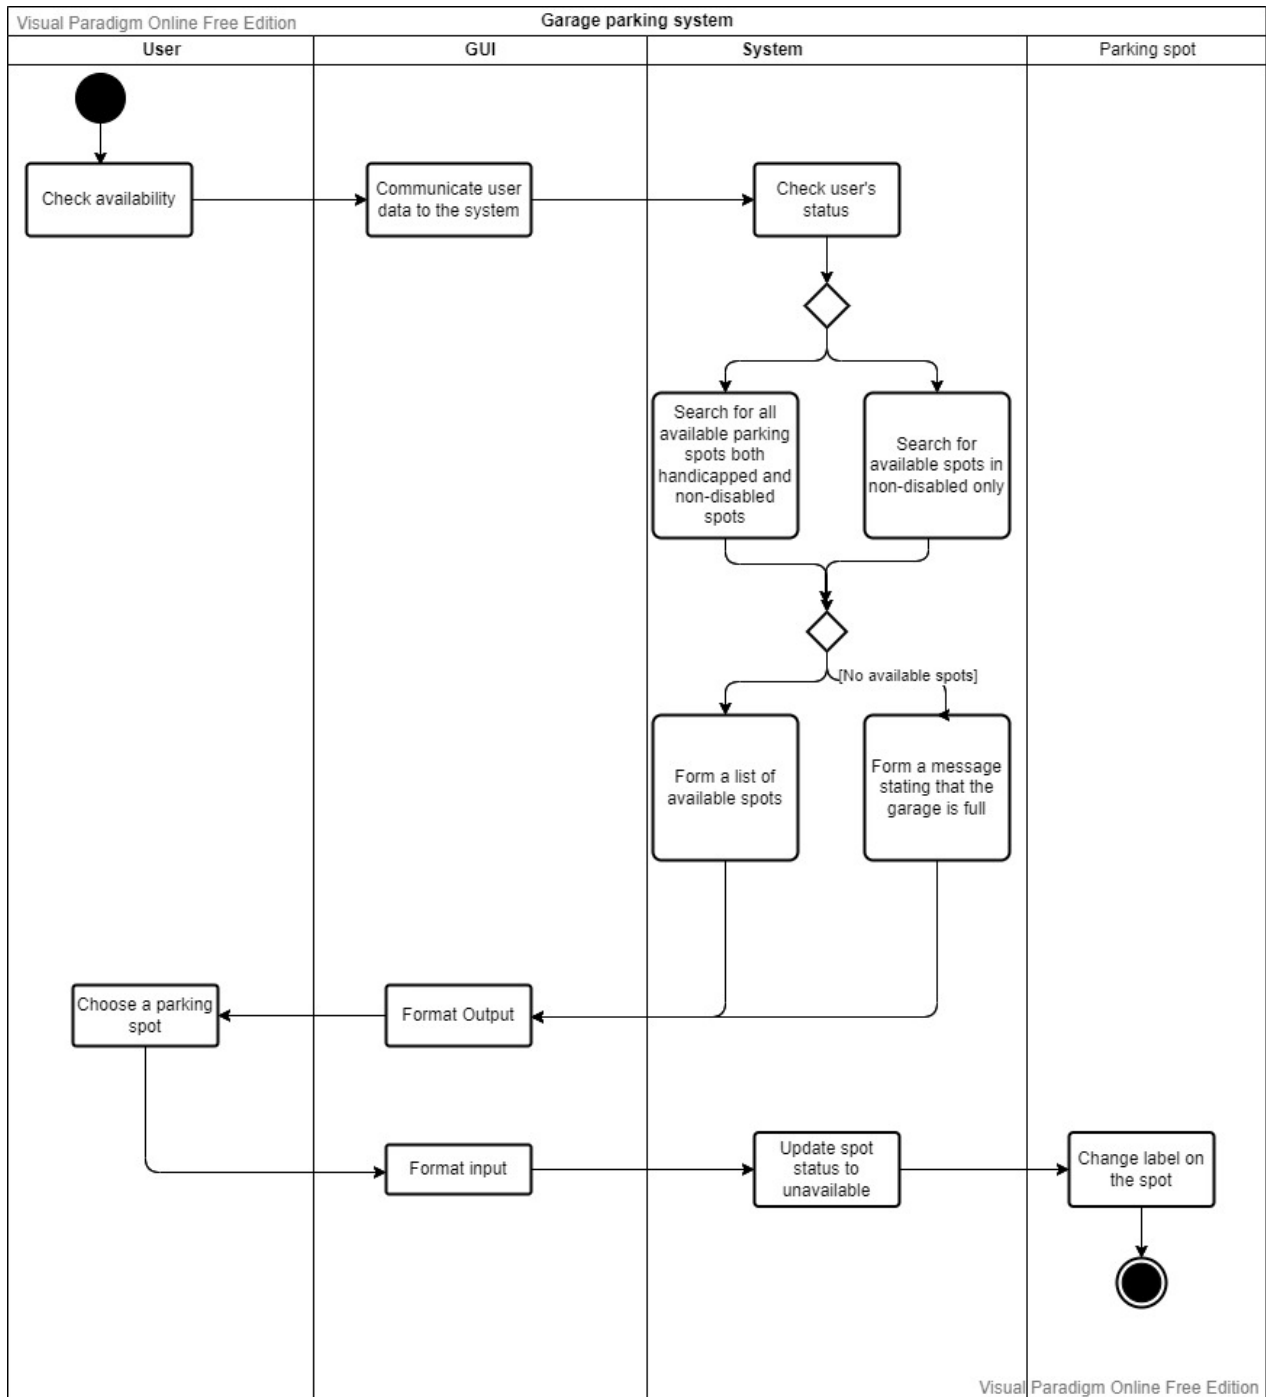 Visual Paradigm Online Free Edition
Garage parking system
User
GUI
System
Parking spot
Check availability
Communicate user
data to the system
Check user's
status
Search for all
available parking
spots both
handicapped and
non-disabled
spots
Search for
available spots in
non-disabled only
[No available spots]
Form a list of
available spots
Form a message
stating that the
garage is full
Choose a parking
spot
Format Output
Format input
Update spot
status to
unavailable
Change label on
the spot
Visual Paradigm Online Free Edition